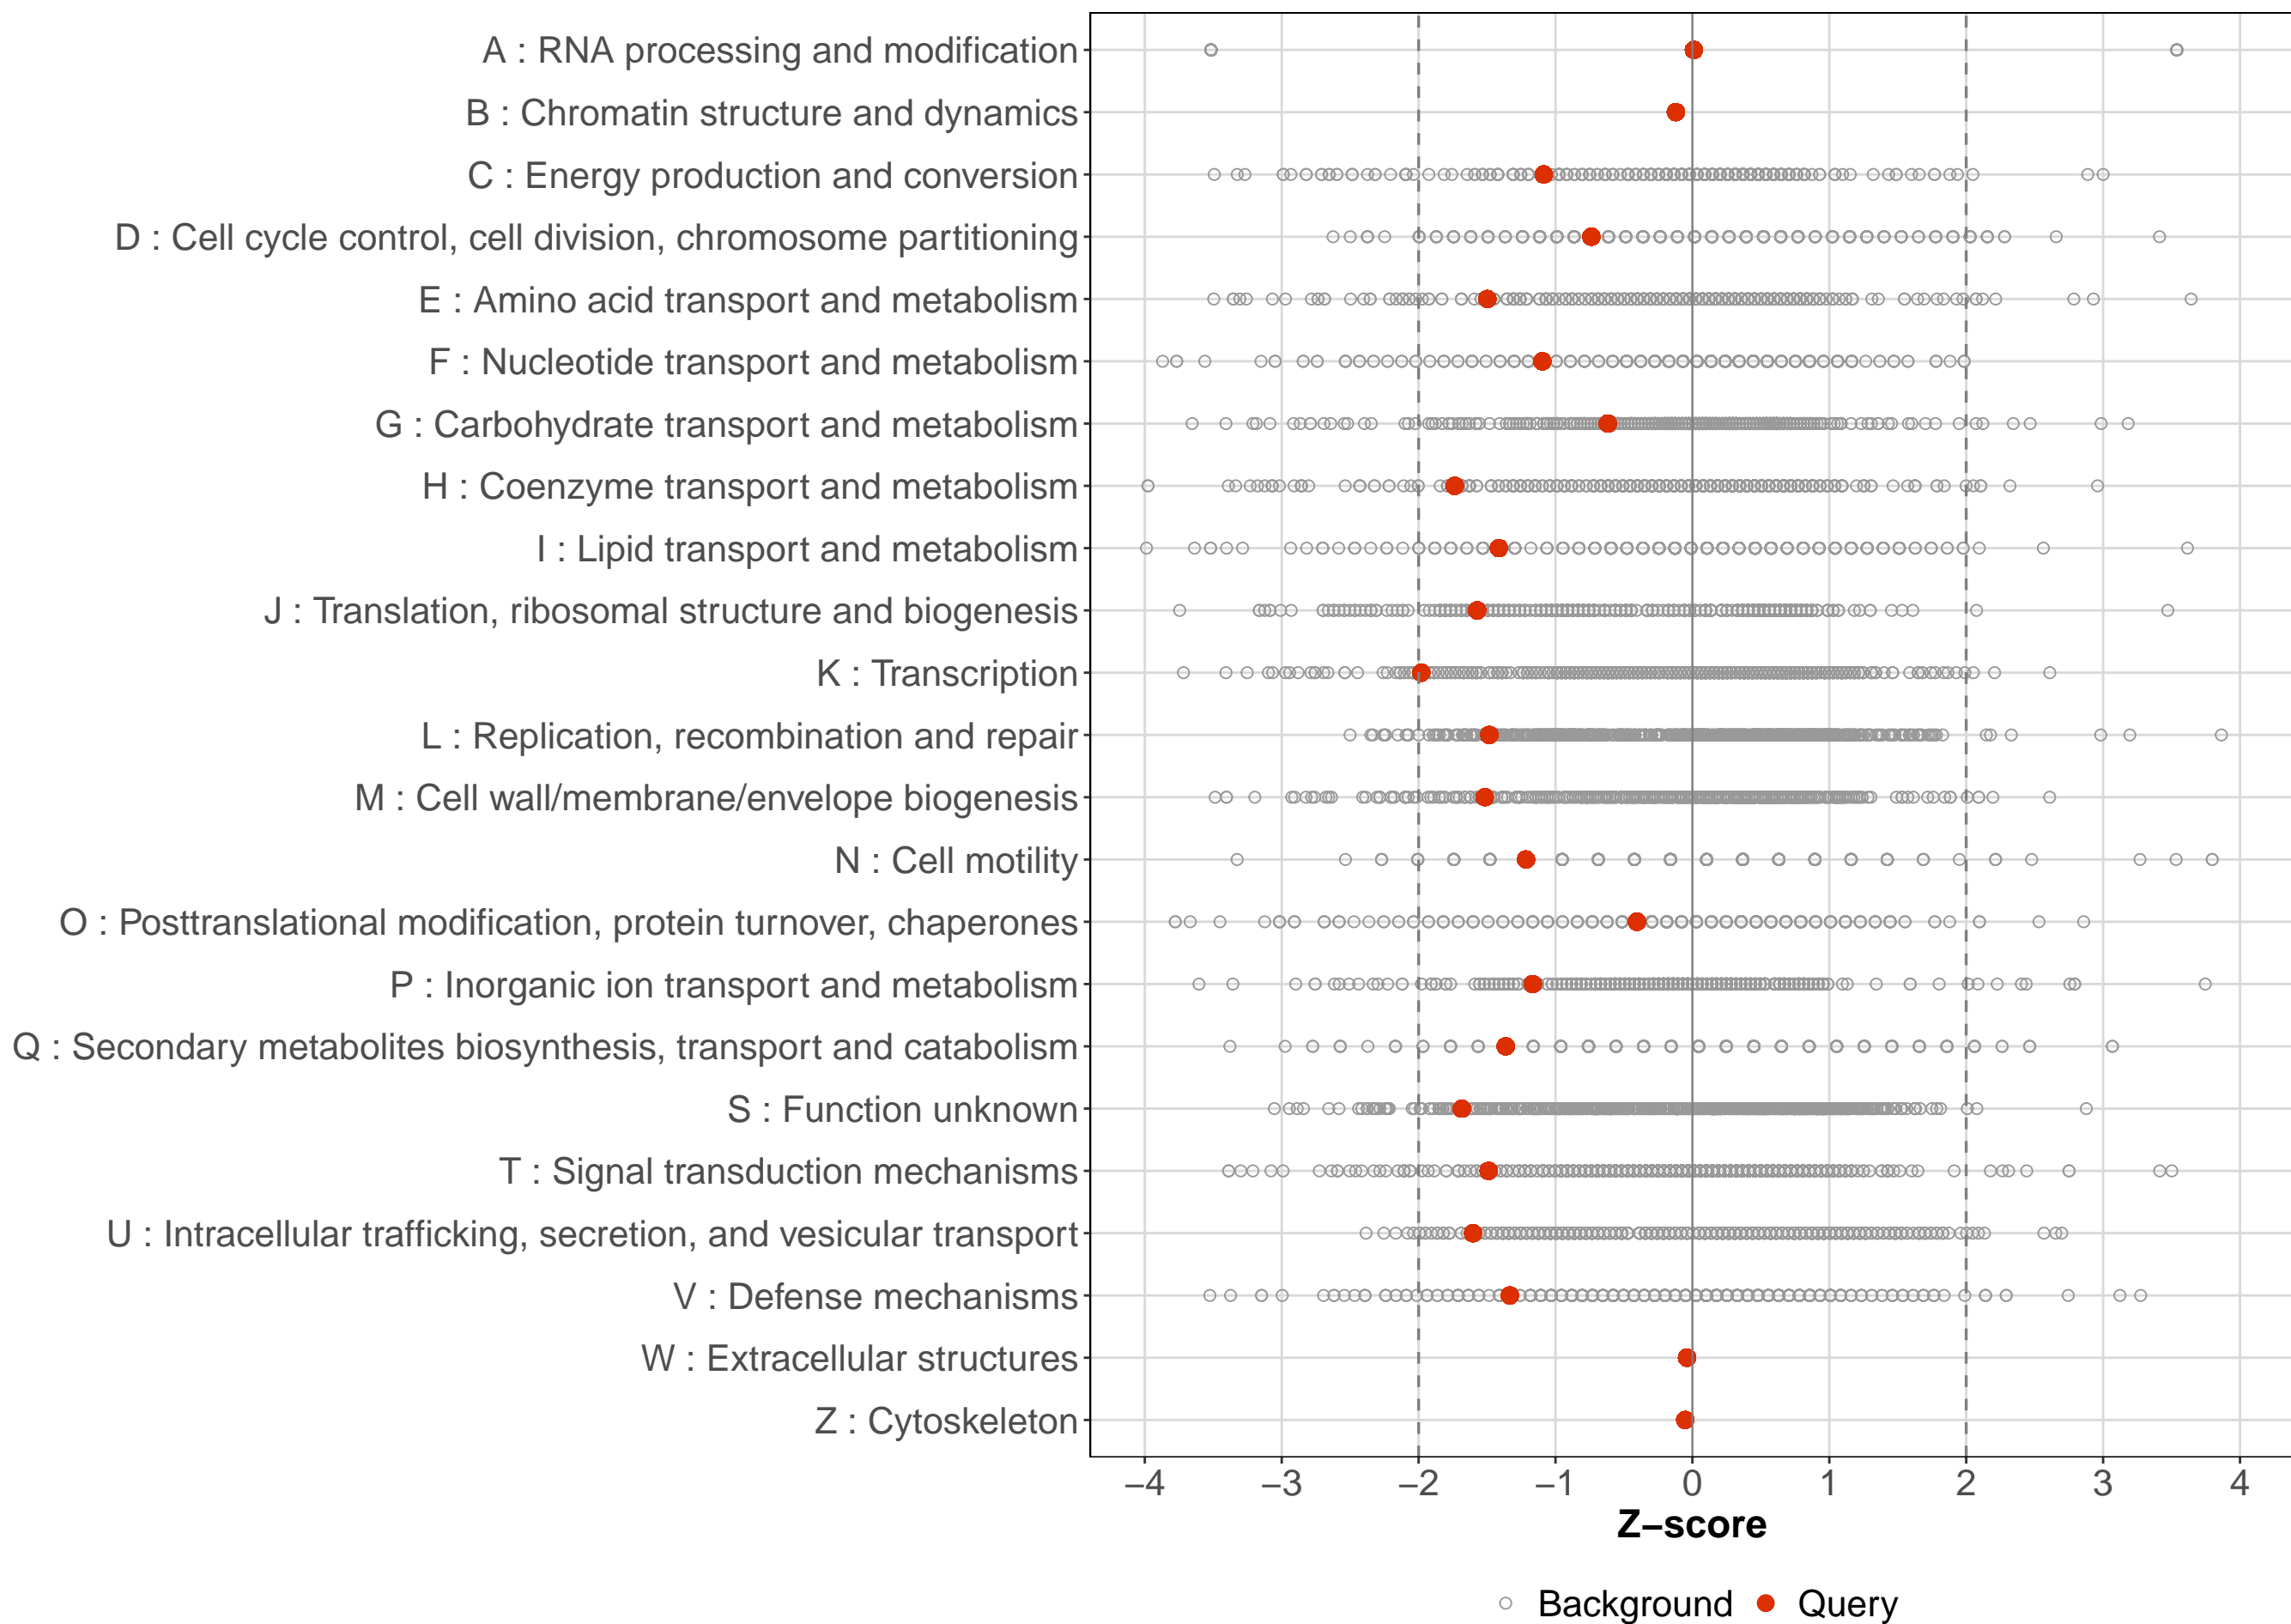 A : RNA processing and modification
B : Chromatin structure and dynamics
C : Energy production and conversion
D : Cell cycle control, cell division, chromosome partitioning
E : Amino acid transport and metabolism
F : Nucleotide transport and metabolism
G : Carbohydrate transport and metabolism
H : Coenzyme transport and metabolism
I : Lipid transport and metabolism
J : Translation, ribosomal structure and biogenesis
K : Transcription
L : Replication, recombination and repair
M : Cell wall/membrane/envelope biogenesis
N : Cell motility
O : Posttranslational modification, protein turnover, chaperones
P : Inorganic ion transport and metabolism
Q : Secondary metabolites biosynthesis, transport and catabolism
S : Function unknown
T : Signal transduction mechanisms
U : Intracellular trafficking, secretion, and vesicular transport
V : Defense mechanisms
W : Extracellular structures
Z : Cytoskeleton
−4 −3 −2 −1 0 1 2 3 4
Z−score
Background Query